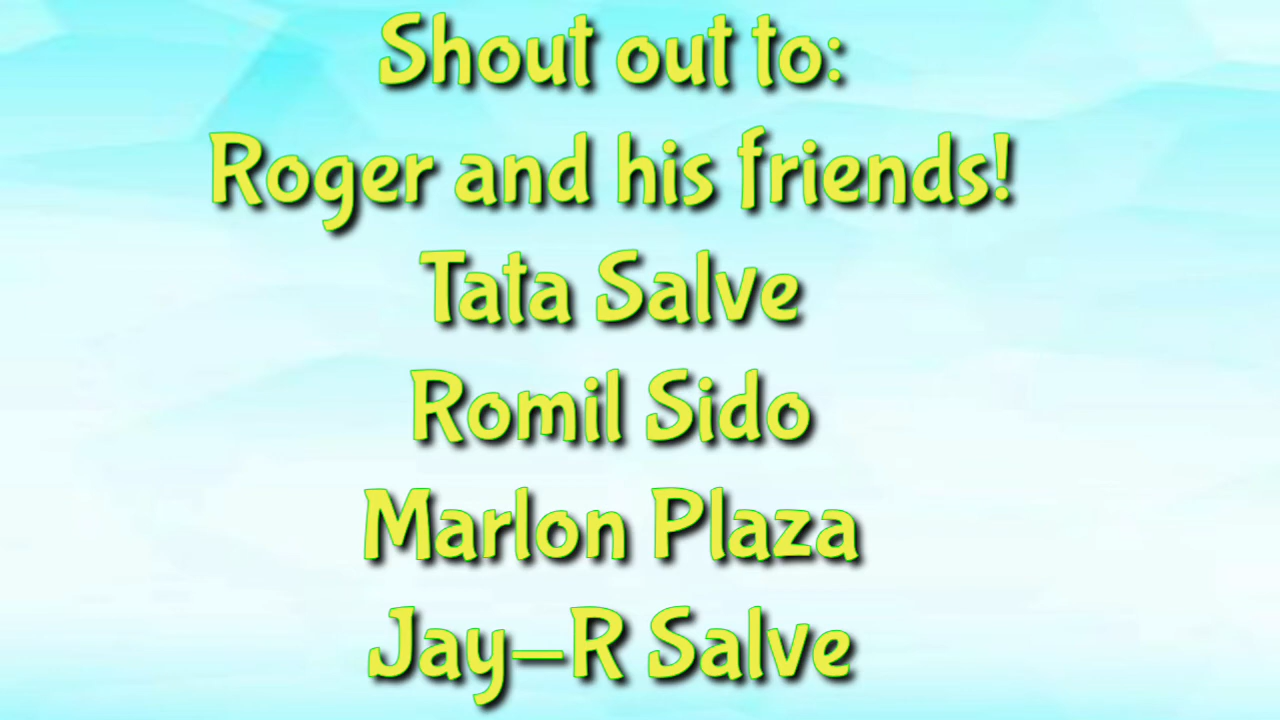 Shout out to:
Roger and his friends!
Tata Salve
Romil Sido
Marlon Plaza
Jay-R Salve